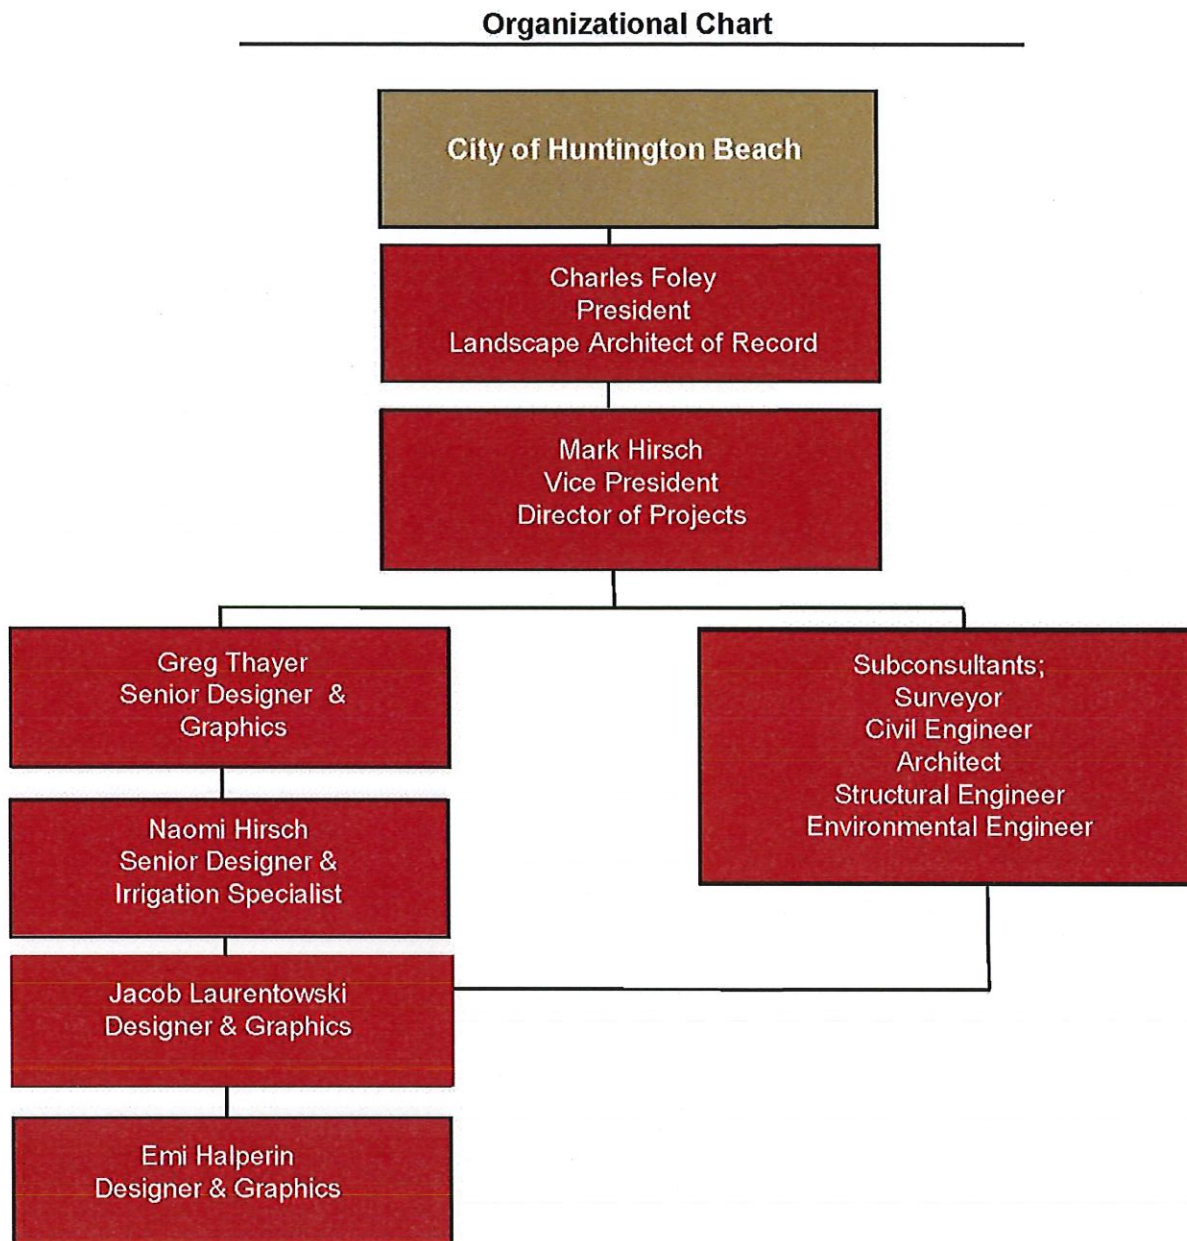 Organizational Chart
City of Huntington Beach
Charles Foley
President
Landscape Architect of Record
Mark Hirsch
Vice President
Director of Projects
Greg Thayer
Senior Designer &
Graphics
Subconsultants;
Surveyor
Civil Engineer
Architect
Structural Engineer
Environmental Engineer
Naomi Hirsch
Senior Designer &
Irrigation Specialist
Jacob Laurentowski
Designer & Graphics
Emi Halperin
Designer & Graphics